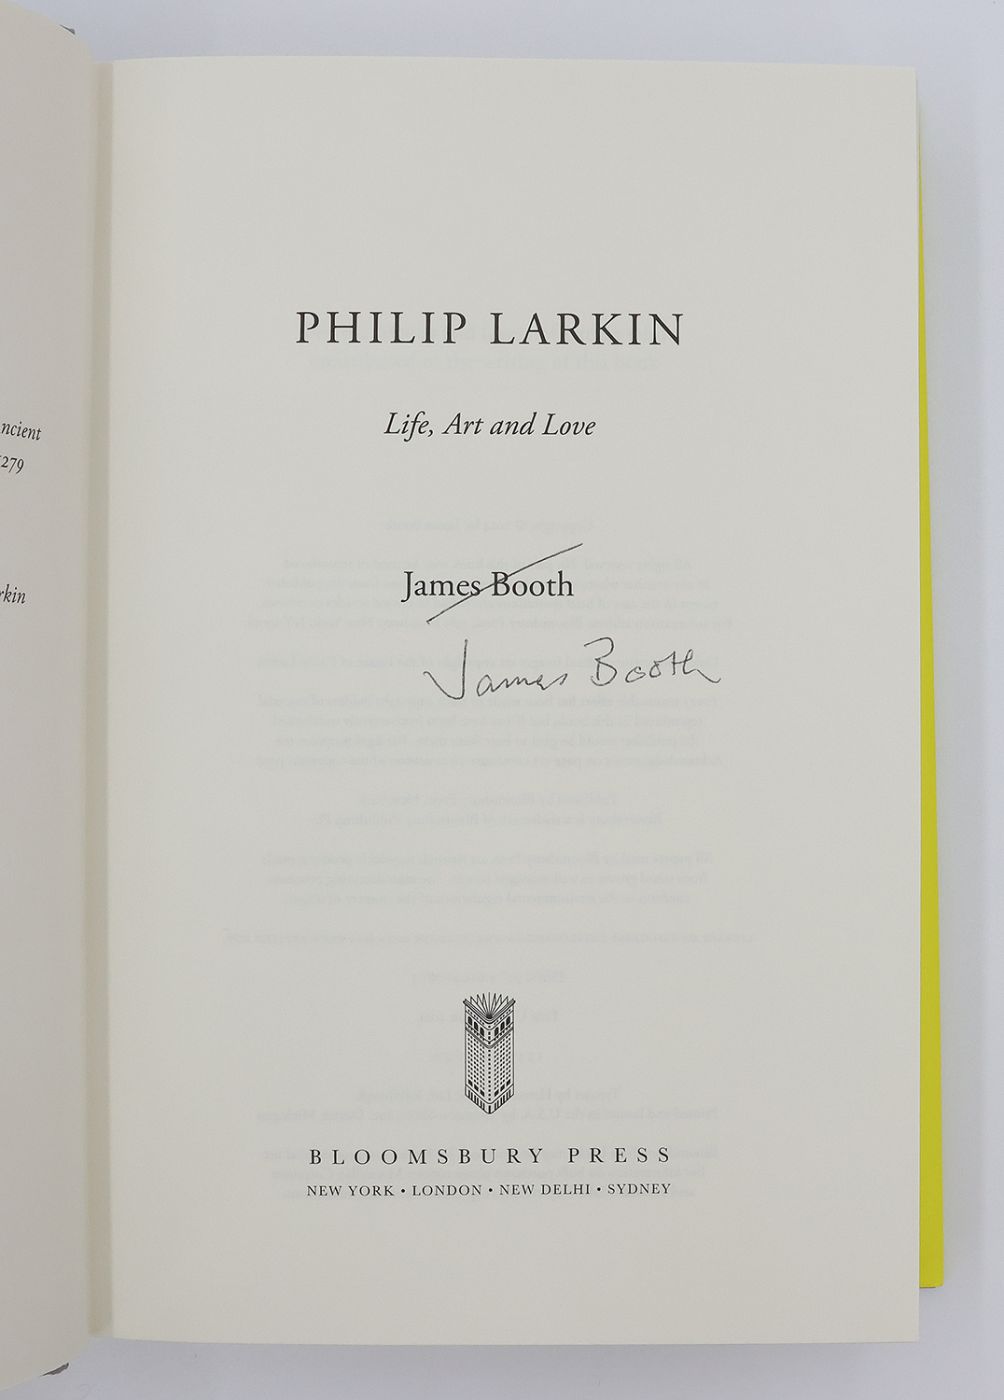 ncient
279
rkin
PHILIP LARKIN
Life, Art and Love
James Booth
James Booth
BLOOMSBURY PRESS
NEW YORK • LONDON • NEW DELHI • SYDNEY